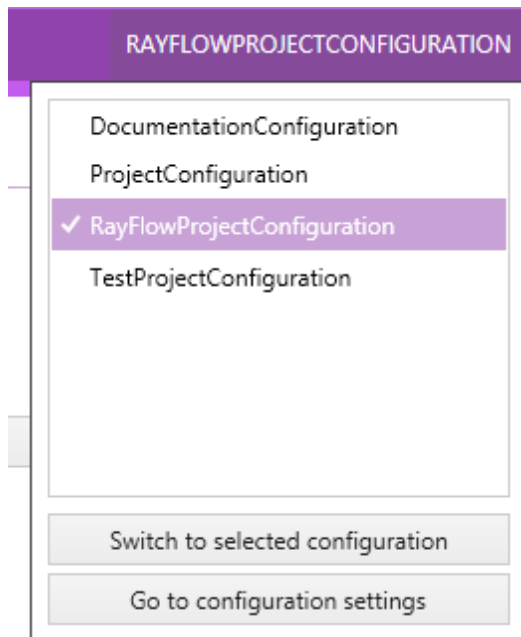 RAYFLOWPROJECTCONFIGURATION
DocumentationConfiguration
ProjectConfiguration
RayFlowProjectConfiguration
TestProjectConfiguration
Switch to selected configuration
Go to configuration settings